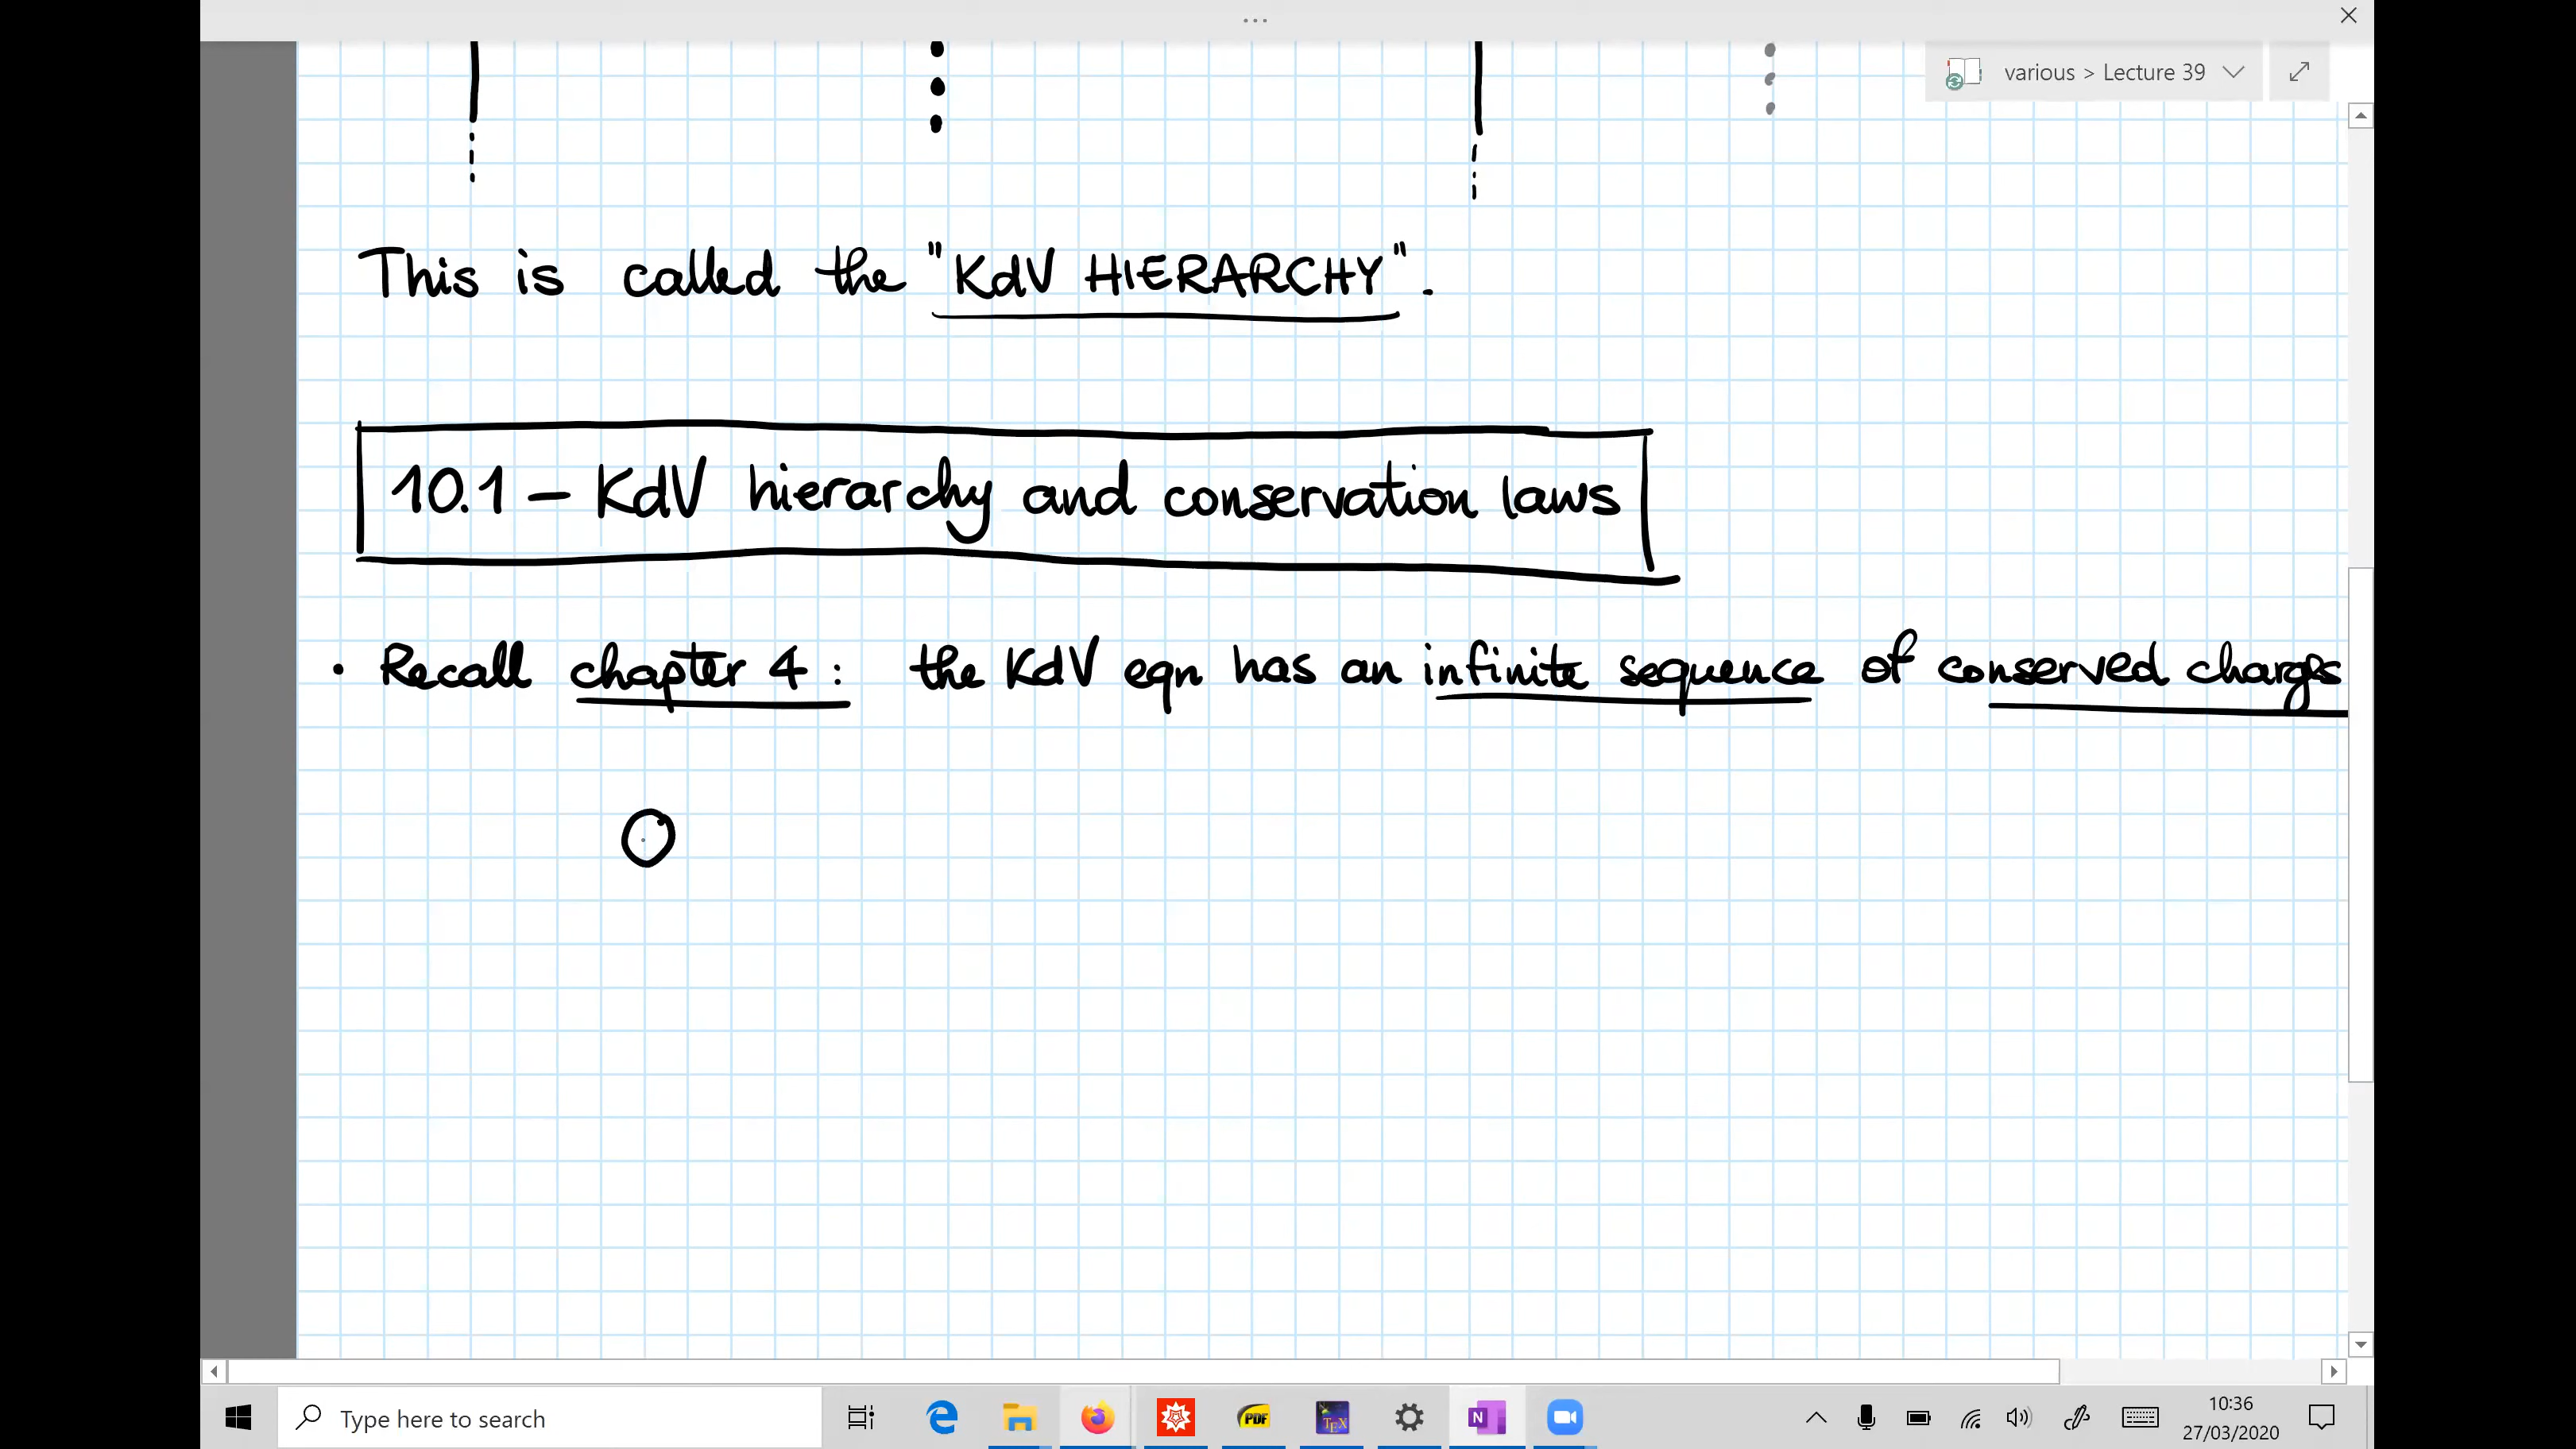 various > Lecture 39
This is called the "KdV HIERARCHY".
10.1 – KdV hierarchy and conservation laws
• Recall chapter 4 : the KdV eqn has an infinite sequence of conserved charges
O
Type here to search
PDF
TEX
N
10:36
27/03/2020